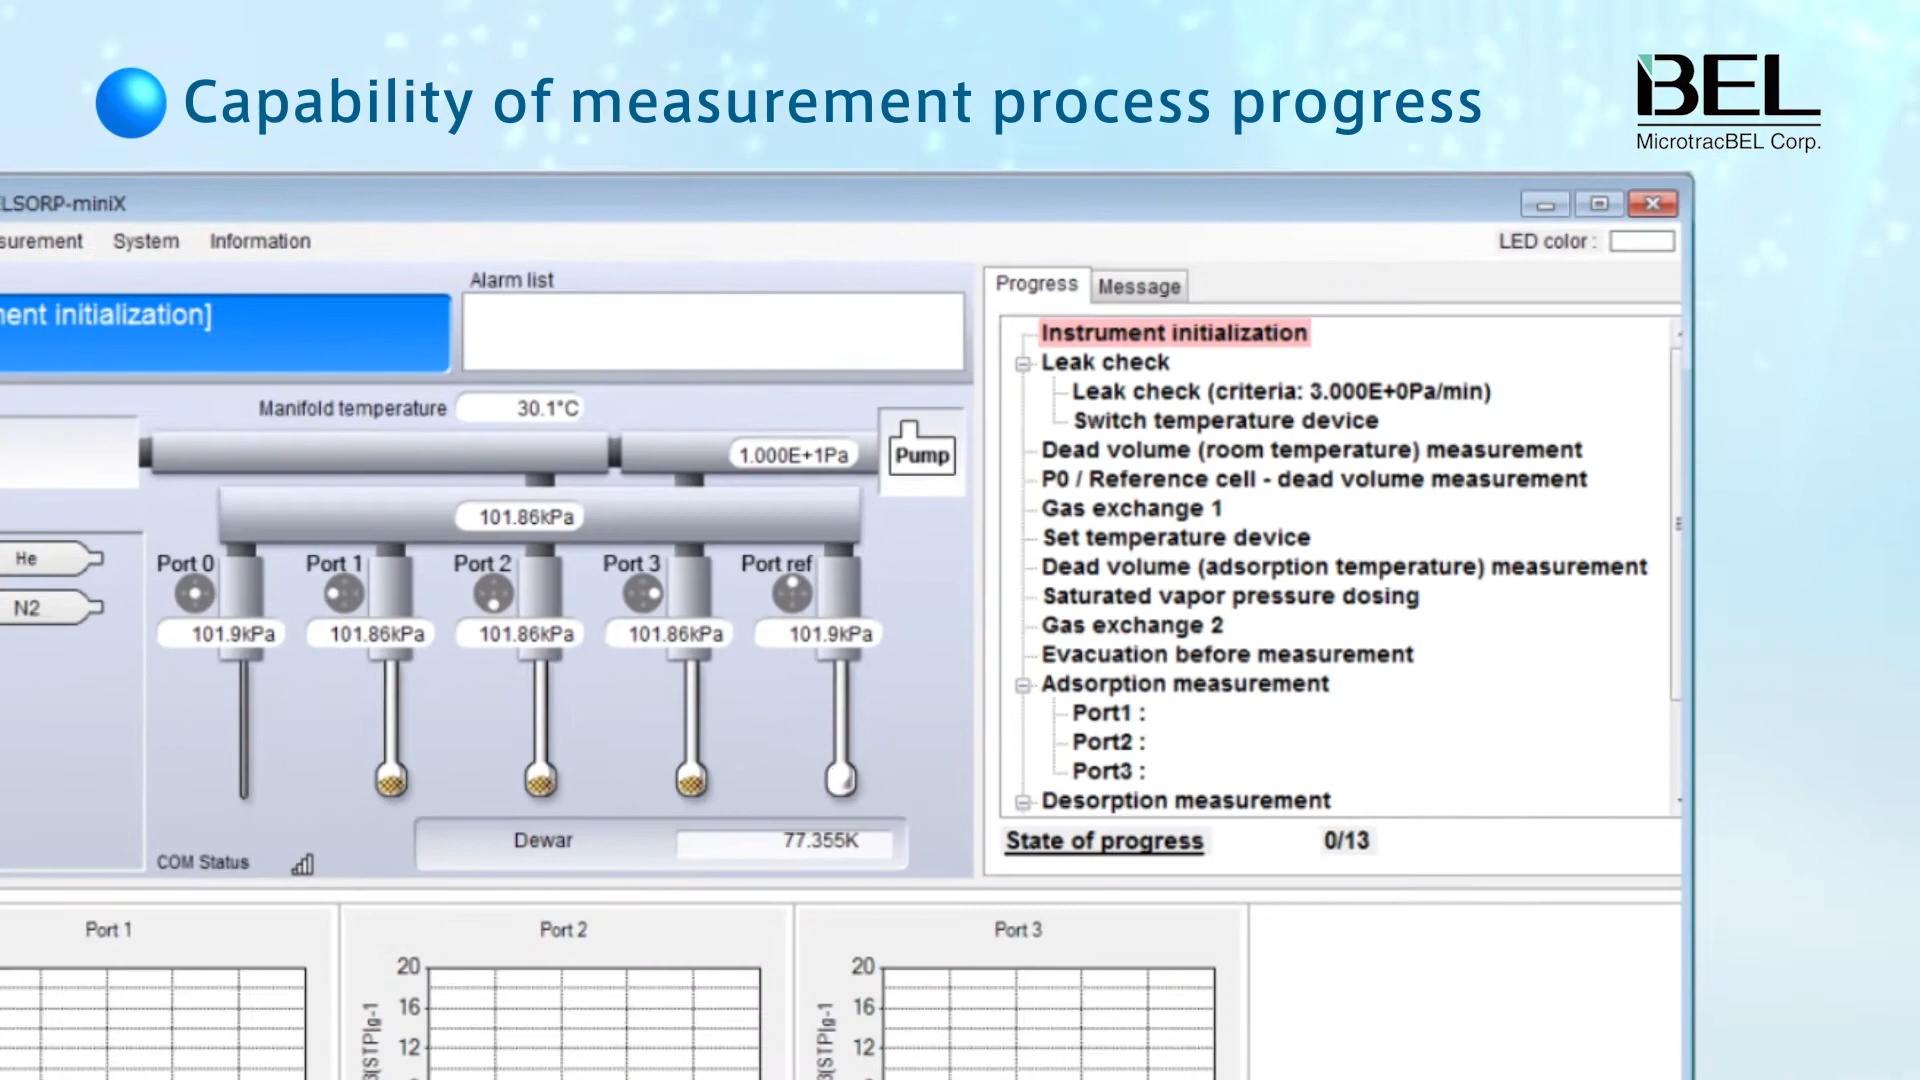 Capability of measurement process progress
BEL
MicrotracBEL Corp.
LSORP-miniX
surement System Information
LED color :
Alarm list
ent initialization]
Progress
Message
Instrument initialization
Leak check
Leak check (criteria: 3.000E+0Pa/min)
Switch temperature device
Dead volume (room temperature) measurement
P0 / Reference cell - dead volume measurement
Gas exchange 1
Set temperature device
Dead volume (adsorption temperature) measurement
Saturated vapor pressure dosing
Gas exchange 2
Evacuation before measurement
Adsorption measurement
Port1 :
Port2 :
Port3 :
Desorption measurement
State of progress 0/13
Manifold temperature 30.1°C
1.000E+1Pa
Pump
101.86kPa
He
N2
Port 0 Port 1 Port 2 Port 3 Port ref
101.9kPa 101.86kPa 101.86kPa 101.86kPa 101.9kPa
Dewar 77.355K
COM Status
Port 1
Port 2
20
16
12
3(STP)g-1
Port 3
20
16
12
3(STP)g-1